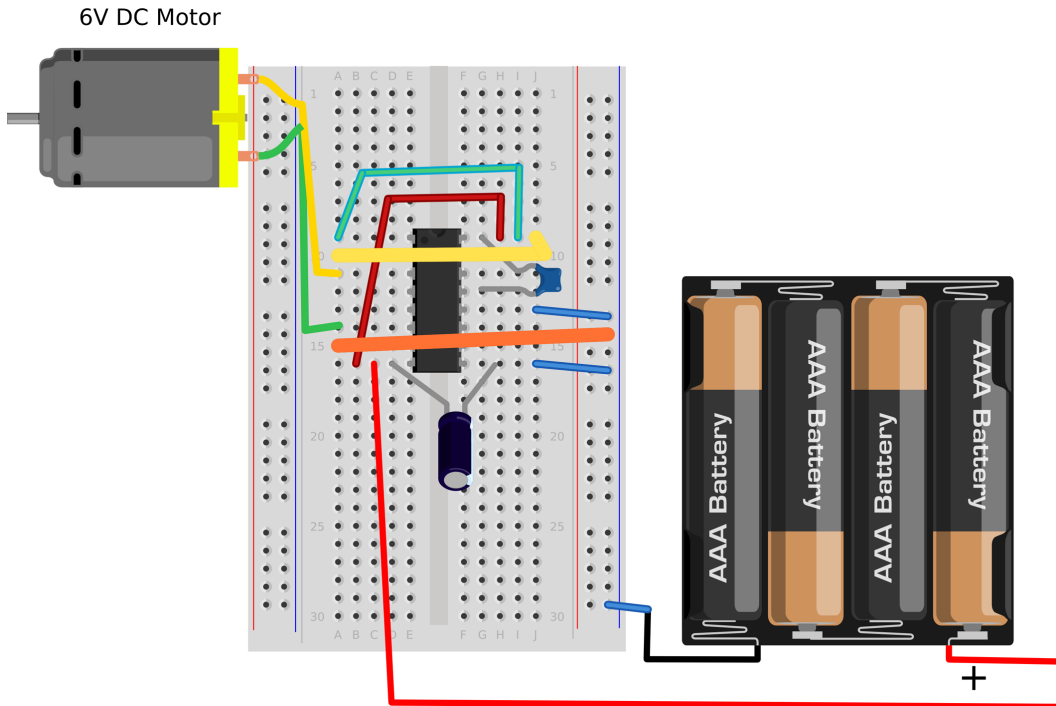 6V DC Motor
A B C D E F G H I J
1 1
5 5
10 10
15 15
20 20
25 25
30 30
A B C D E F G H I J
AAA Battery
AAA Battery
AAA Battery
AAA Battery
+